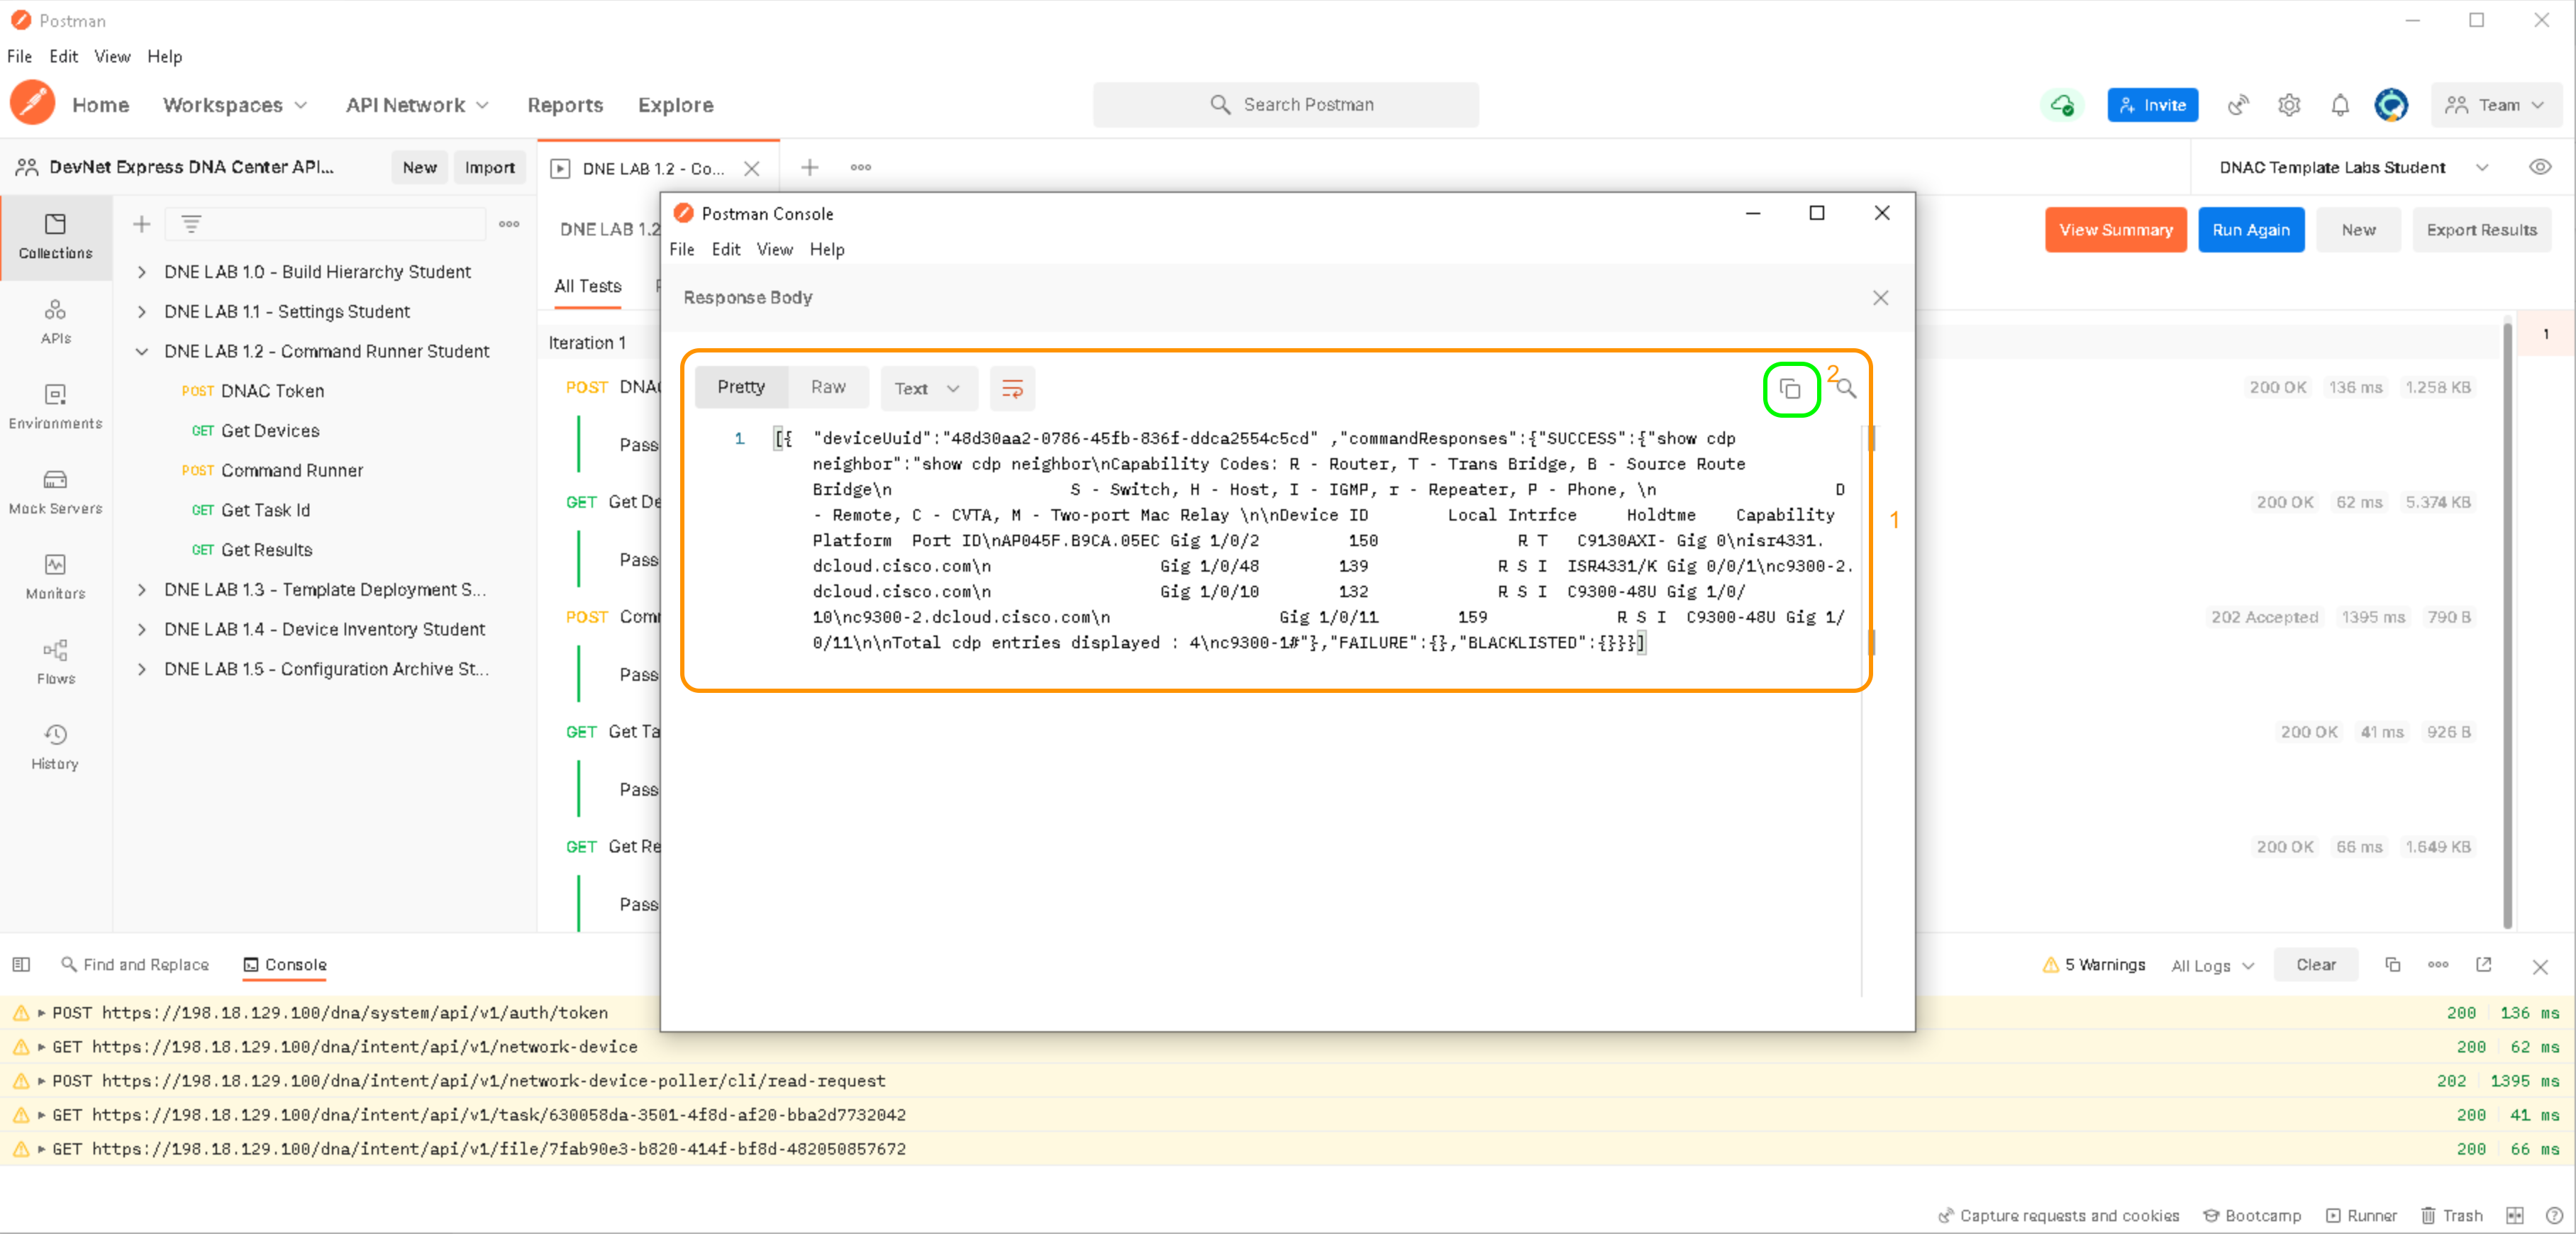 Postman
File Edit View Help
Home Workspaces API Network Reports Explore
Search Postman
Invite
Team
DevNet Express DNA Center API...
New Import
DNE LAB 1.2 - Co...
DNAC Template Labs Student
Collections
APIs
Environments
Mock Servers
Monitors
Flows
History
DNE LAB 1.0 - Build Hierarchy Student
DNE LAB 1.1 - Settings Student
DNE LAB 1.2 - Command Runner Student
POST DNAC Token
GET Get Devices
POST Command Runner
GET Get Task Id
GET Get Results
DNE LAB 1.3 - Template Deployment S...
DNE LAB 1.4 - Device Inventory Student
DNE LAB 1.5 - Configuration Archive St...
DNE LAB 1.2
View Summary Run Again New Export Results
All Tests
Iteration 1
1
POST DNA
200 OK 136 ms 1.258 KB
Pass
GET Get De
200 OK 62 ms 5.374 KB
Pass
POST Com
202 Accepted 1395 ms 790 B
Pass
GET Get Ta
200 OK 41 ms 926 B
Pass
GET Get Re
200 OK 66 ms 1.649 KB
Pass
Postman Console
File Edit View Help
Response Body
Pretty Raw Text
2
1
1 [{ "deviceUuid":"48d30aa2-0786-45fb-836f-ddca2554c5cd" ,"commandResponses":{"SUCCESS":{"show cdp
neighbor":"show cdp neighbor\nCapability Codes: R - Router, T - Trans Bridge, B - Source Route
Bridge\n S - Switch, H - Host, I - IGMP, r - Repeater, P - Phone, \n D
- Remote, C - CVTA, M - Two-port Mac Relay \n\nDevice ID Local Intrfce Holdtme Capability
Platform Port ID\nAP045F.B9CA.05EC Gig 1/0/2 150 R T C9130AXI- Gig 0\nisr4331.
dcloud.cisco.com\n Gig 1/0/48 139 R S I ISR4331/K Gig 0/0/1\nc9300-2.
dcloud.cisco.com\n Gig 1/0/10 132 R S I C9300-48U Gig 1/0/
10\nc9300-2.dcloud.cisco.com\n Gig 1/0/11 159 R S I C9300-48U Gig 1/
0/11\n\nTotal cdp entries displayed : 4\nc9300-1#"},"FAILURE":{},"BLACKLISTED":{}}}]
Find and Replace Console
5 Warnings All Logs Clear
POST https://198.18.129.100/dna/system/api/v1/auth/token 200 136 ms
GET https://198.18.129.100/dna/intent/api/v1/network-device 200 62 ms
POST https://198.18.129.100/dna/intent/api/v1/network-device-poller/cli/read-request 202 1395 ms
GET https://198.18.129.100/dna/intent/api/v1/task/630058da-3501-4f8d-af20-bba2d7732042 200 41 ms
GET https://198.18.129.100/dna/intent/api/v1/file/7fab90e3-b820-414f-bf8d-482050857672 200 66 ms
Capture requests and cookies Bootcamp Runner Trash